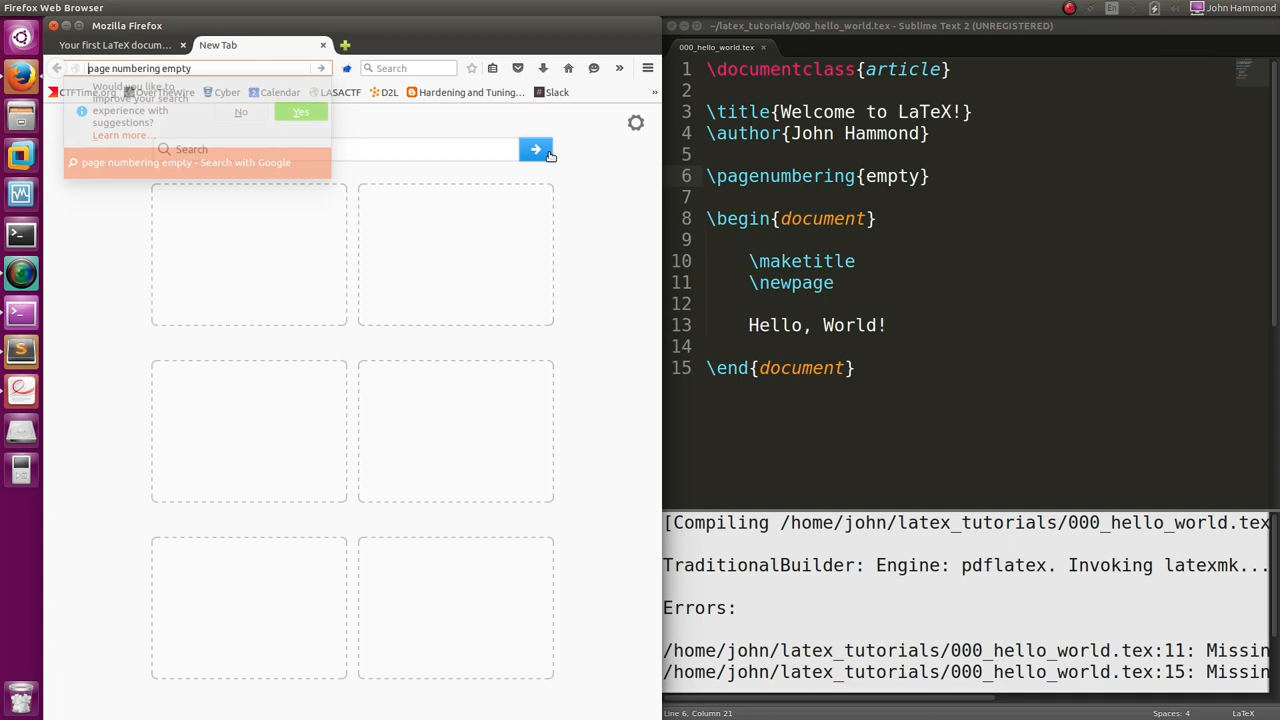 Firefox Web Browser
En
John Hammond
Mozilla Firefox
~/latex_tutorials/000_hello_world.tex - Sublime Text 2 (UNREGISTERED)
Your first LaTeX docum...
New Tab
000_hello_world.tex
page numbering empty
Search
CTFTime.org
OverTheWire
Cyber
Calendar
LASACTF
D2L
Hardening and Tuning...
Slack
»
Would you like to
improve your search
experience with
suggestions?
Learn more...
No
Yes
Search
page numbering empty - Search with Google
1 \documentclass{article}
2
3 \title{Welcome to LaTeX!}
4 \author{John Hammond}
5
6 \pagenumbering{empty}
7
8 \begin{document}
9
10 \maketitle
11 \newpage
12
13 Hello, World!
14
15 \end{document}
[Compiling /home/john/latex_tutorials/000_hello_world.tex
TraditionalBuilder: Engine: pdflatex. Invoking latexmk...
Errors:
/home/john/latex_tutorials/000_hello_world.tex:11: Missin
/home/john/latex_tutorials/000_hello_world.tex:15: Missin
Line 6, Column 21
Spaces: 4
LaTeX